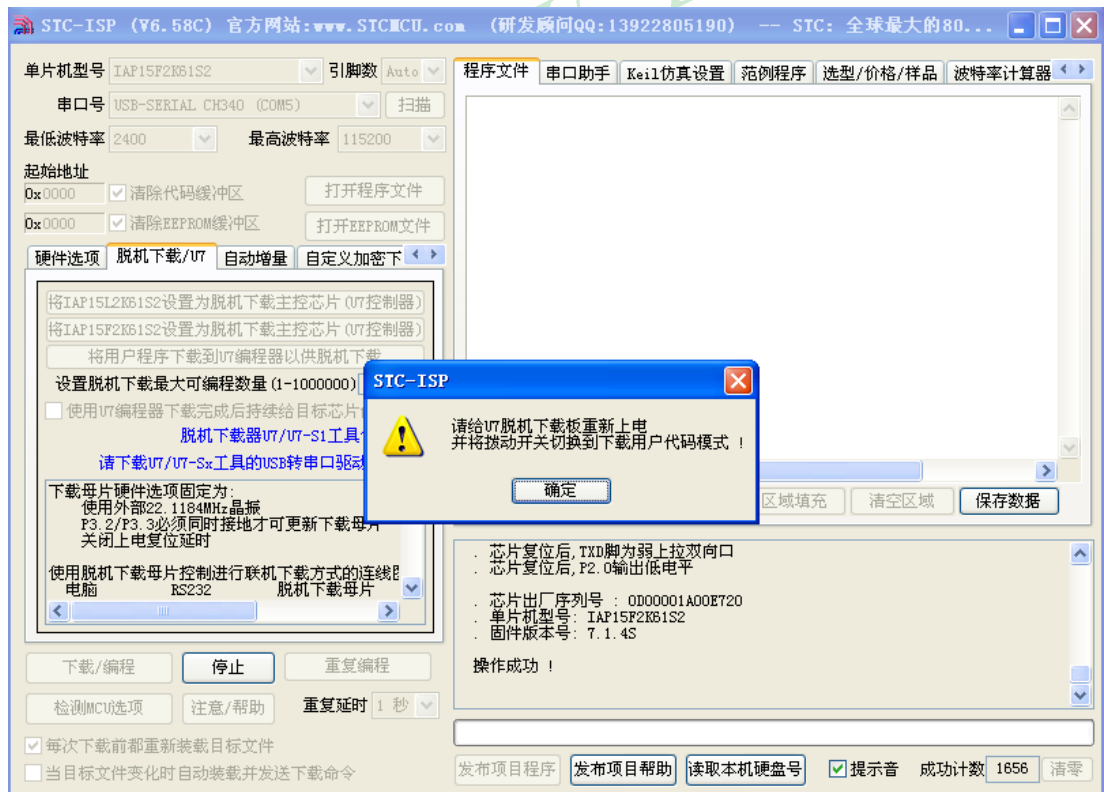 STC-ISP (V6.58C) 官方网站:www.STCMCU.com (研发顾问QQ:13922805190) -- STC: 全球最大的80...
单片机型号 IAP15F2K61S2 引脚数 Auto
串口号 USB-SERIAL CH340 (COM5) 扫描
最低波特率 2400 最高波特率 115200
起始地址
0x0000 清除代码缓冲区 打开程序文件
0x0000 清除EEPROM缓冲区 打开EEPROM文件
硬件选项 脱机下载/U7 自动增量 自定义加密下
将IAP15L2K61S2设置为脱机下载主控芯片(U7控制器)
将IAP15F2K61S2设置为脱机下载主控芯片(U7控制器)
将用户程序下载到U7编程器以供脱机下载
设置脱机下载最大可编程数量(1-1000000)
使用U7编程器下载完成后持续给目标芯片
脱机下载器U7/U7-S1工具
请下载U7/U7-Sx工具的USB转串口驱动
下载母片硬件选项固定为:
使用外部22.1184MHz晶振
P3.2/P3.3必须同时接地才可更新下载母片
关闭上电复位延时
使用脱机下载母片控制进行联机下载方式的连线
电脑 RS232 脱机下载母片
下载/编程 停止 重复编程
检测MCU选项 注意/帮助 重复延时 1 秒
每次下载前都重新装载目标文件
当目标文件变化时自动装载并发送下载命令
程序文件 串口助手 Keil仿真设置 范例程序 选型/价格/样品 波特率计算器
STC-ISP
请给U7脱机下载板重新上电
并将拨动开关切换到下载用户代码模式 !
确定
区域填充 清空区域 保存数据
. 芯片复位后,TXD脚为弱上拉双向口
. 芯片复位后,P2.0输出低电平
. 芯片出厂序列号 : 0D00001A00E720
. 单片机型号: IAP15F2K61S2
. 固件版本号: 7.1.4S
操作成功 !
发布项目程序 发布项目帮助 读取本机硬盘号 提示音 成功计数 1656 清零